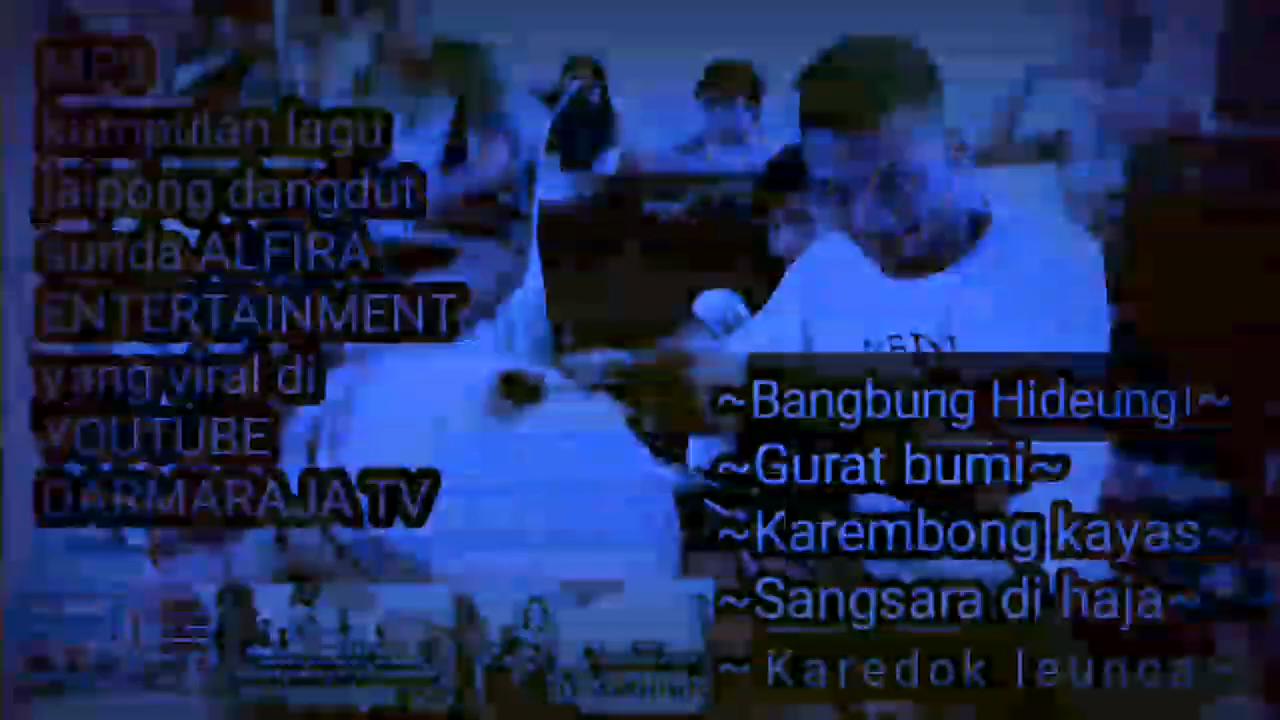 MP3
kumpulan lagu
jaipong dangdut
sunda ALFIRA
ENTERTAINMENT
yang viral di
YOUTUBE
DARMARAJA TV
~Bangbung Hideung!~
~Gurat bumi~
~Karembong kayas~
~Sangsara di haja~
~Karedok leunca~